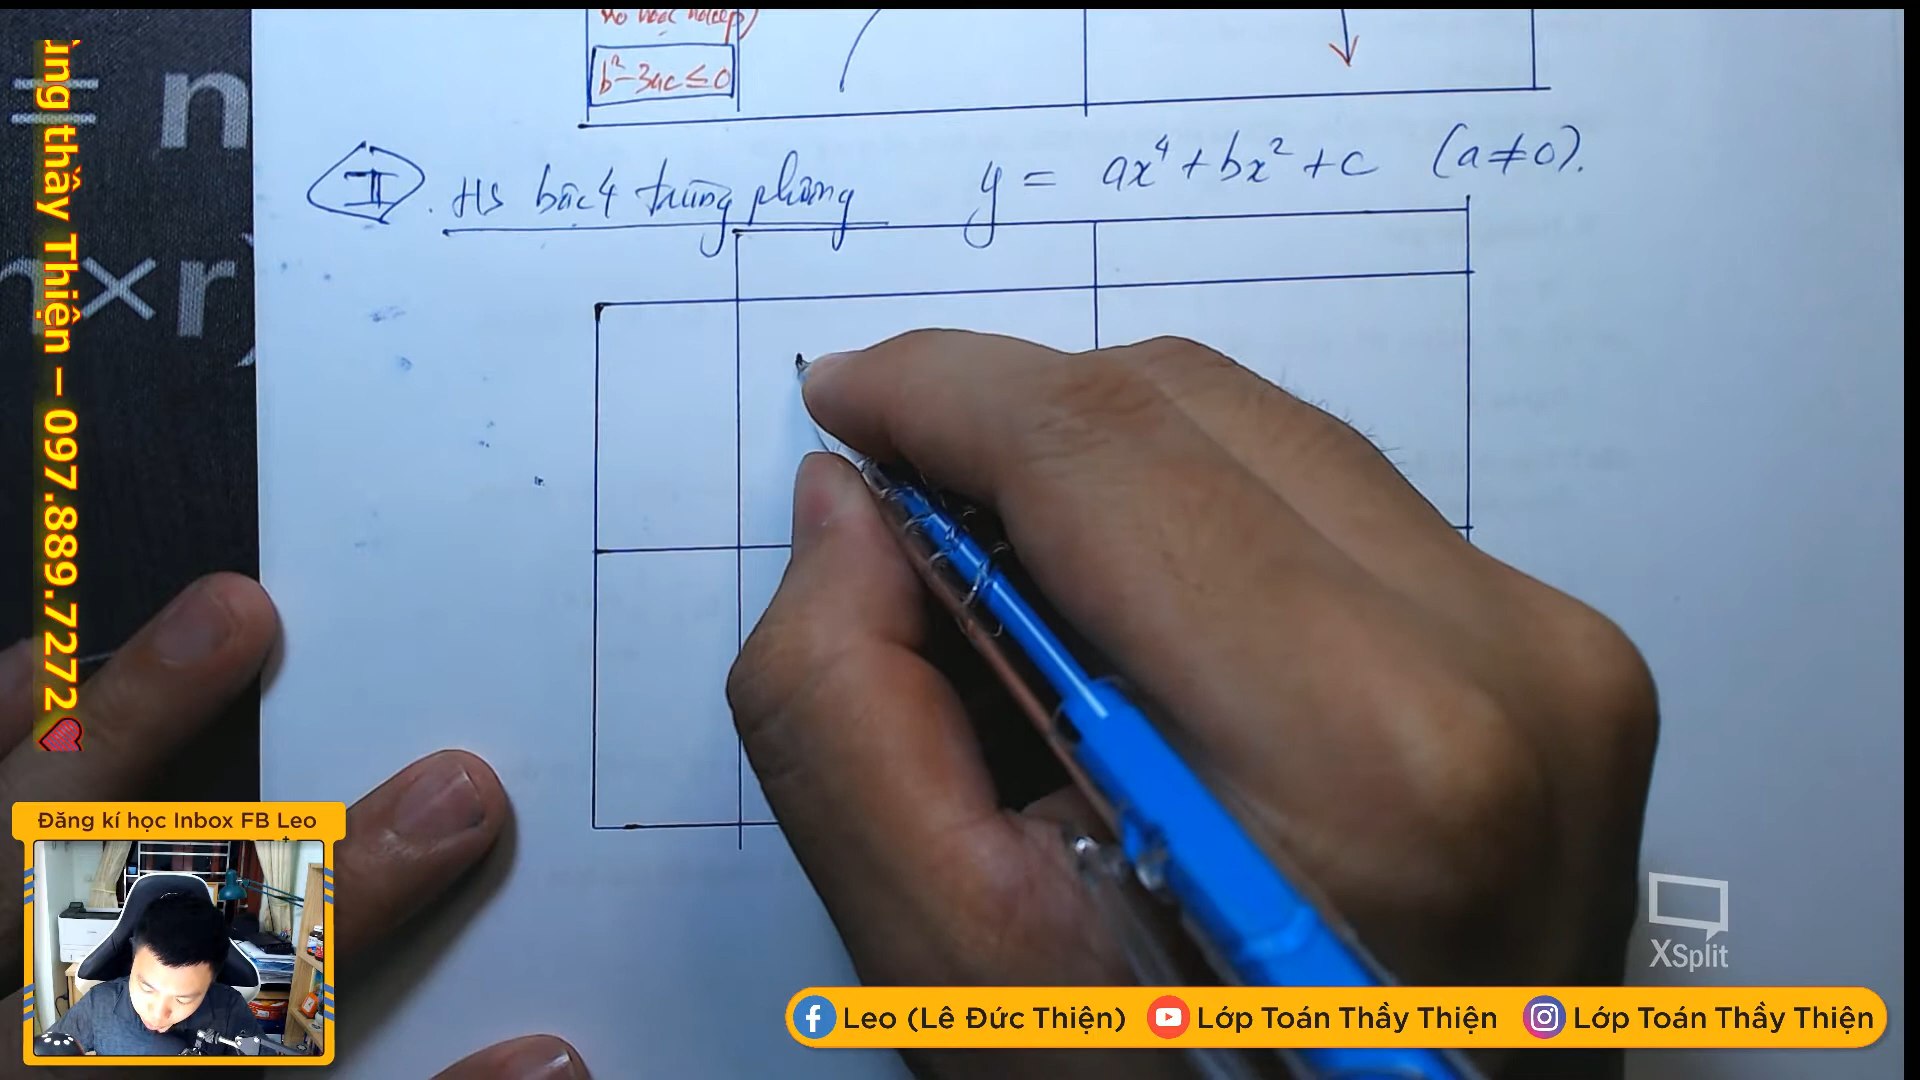 b²-3ac ≤ 0
II. HS bậc 4 trùng phương y = ax⁴ + bx² + c (a ≠ 0).
ùng thầy Thiện – 097.889.7272
= n
n×r)
Đăng kí học Inbox FB Leo
XSplit
Leo (Lê Đức Thiện) Lớp Toán Thầy Thiện Lớp Toán Thầy Thiện